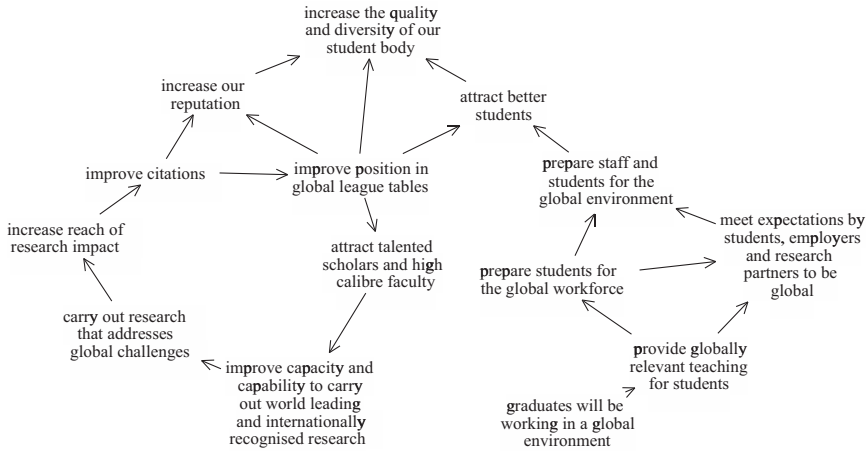 increase the quality
and diversity of our
student body
increase our
reputation
attract better
students
improve citations
improve position in
global league tables
prepare staff and
students for the
global environment
increase reach of
research impact
meet expectations by
students, employers
and research
partners to be
global
attract talented
scholars and high
calibre faculty
prepare students for
the global workforce
carry out research
that addresses
global challenges
improve capacity and
capability to carry
out world leading
and internationally
recognised research
provide globally
relevant teaching
for students
graduates will be
working in a global
environment